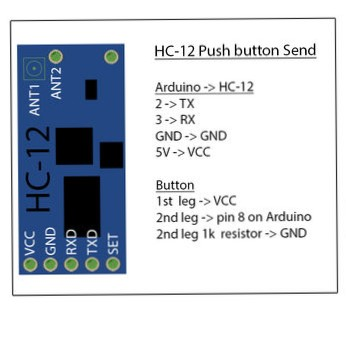 HC-12 Push button Send
Arduino -> HC-12
2 -> TX
3 -> RX
GND -> GND
5V -> VCC
Button
1st leg -> VCC
2nd leg -> pin 8 on Arduino
2nd leg 1k resistor -> GND
ANT1
ANT2
HC-12
VCC
GND
RXD
TXD
SET